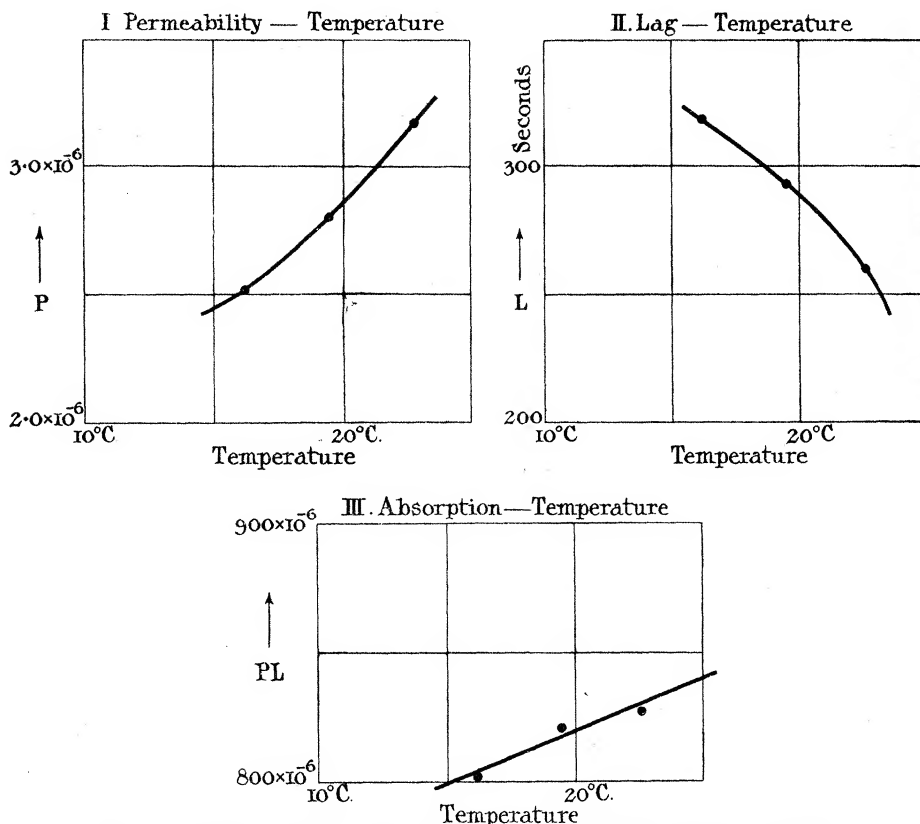 I Permeability — Temperature
3·0×10⁻⁶
P
2·0×10⁻⁶
10°C
20°C.
Temperature
II. Lag — Temperature
Seconds
300
L
200
10°C
20°C
Temperature
III. Absorption — Temperature
900×10⁻⁶
PL
800×10⁻⁶
10°C.
20°C.
Temperature